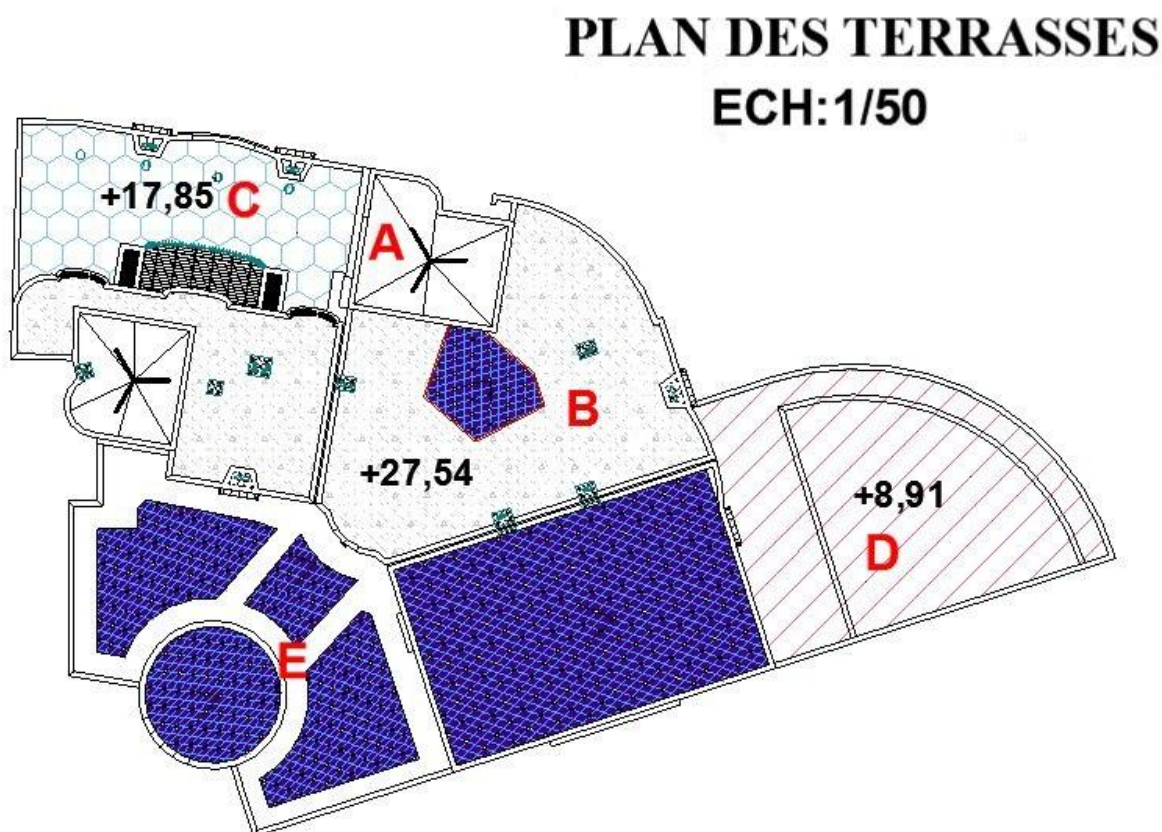 PLAN DES TERRASSES
ECH:1/50
+17,85 C
A
B
+27,54
+8,91
D
E